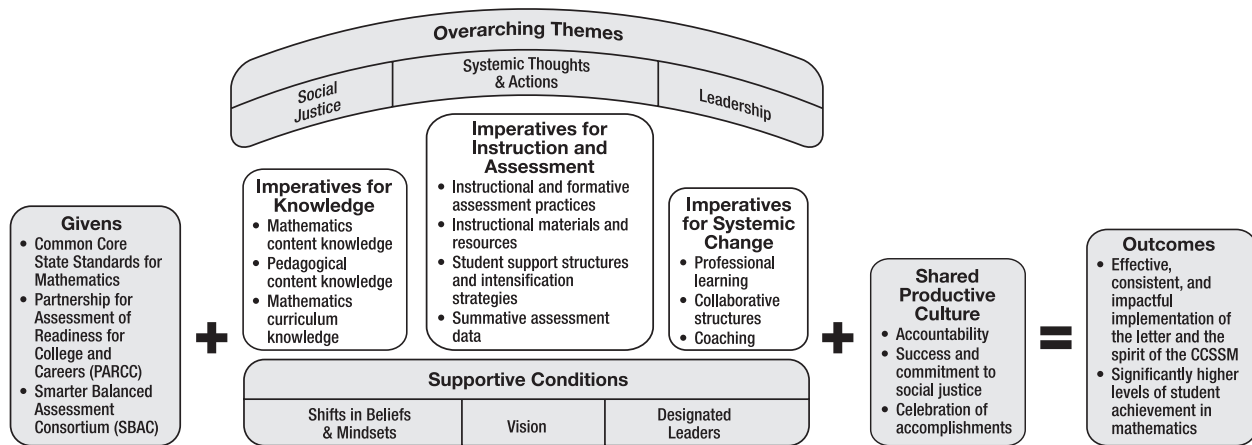 Overarching Themes
Social
Justice
Systemic Thoughts
& Actions
Leadership
Givens
• Common Core
State Standards for
Mathematics
• Partnership for
Assessment of
Readiness for
College and
Careers (PARCC)
• Smarter Balanced
Assessment
Consortium (SBAC)
+
Imperatives for
Knowledge
• Mathematics
content knowledge
• Pedagogical
content knowledge
• Mathematics
curriculum
knowledge
Imperatives for
Instruction and
Assessment
• Instructional and formative
assessment practices
• Instructional materials and
resources
• Student support structures
and intensification
strategies
• Summative assessment
data
Imperatives
for Systemic
Change
• Professional
learning
• Collaborative
structures
• Coaching
Supportive Conditions
Shifts in Beliefs
& Mindsets
Vision
Designated
Leaders
+
Shared
Productive
Culture
• Accountability
• Success and
commitment to
social justice
• Celebration of
accomplishments
=
Outcomes
• Effective,
consistent, and
impactful
implementation of
the letter and the
spirit of the CCSSM
• Significantly higher
levels of student
achievement in
mathematics